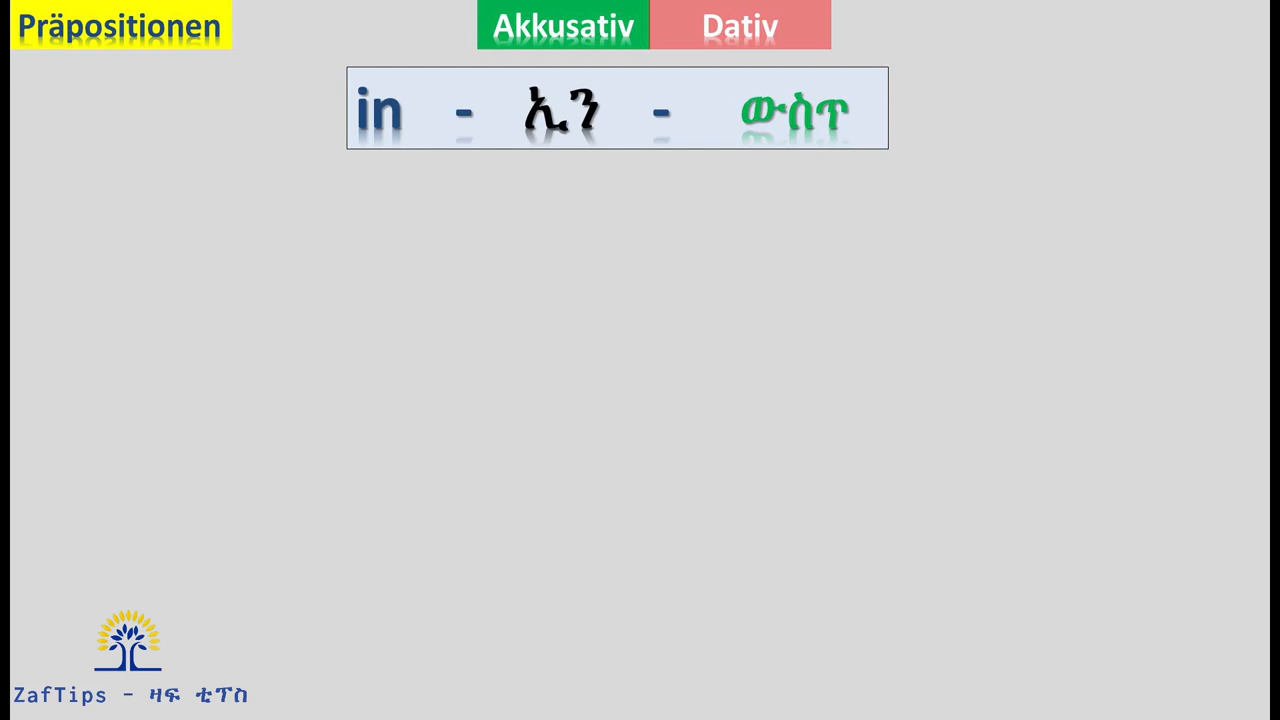 Präpositionen Akkusativ Dativ
in - ኢን - ውስጥ
ZafTips - ዛፍ ቲፕስ